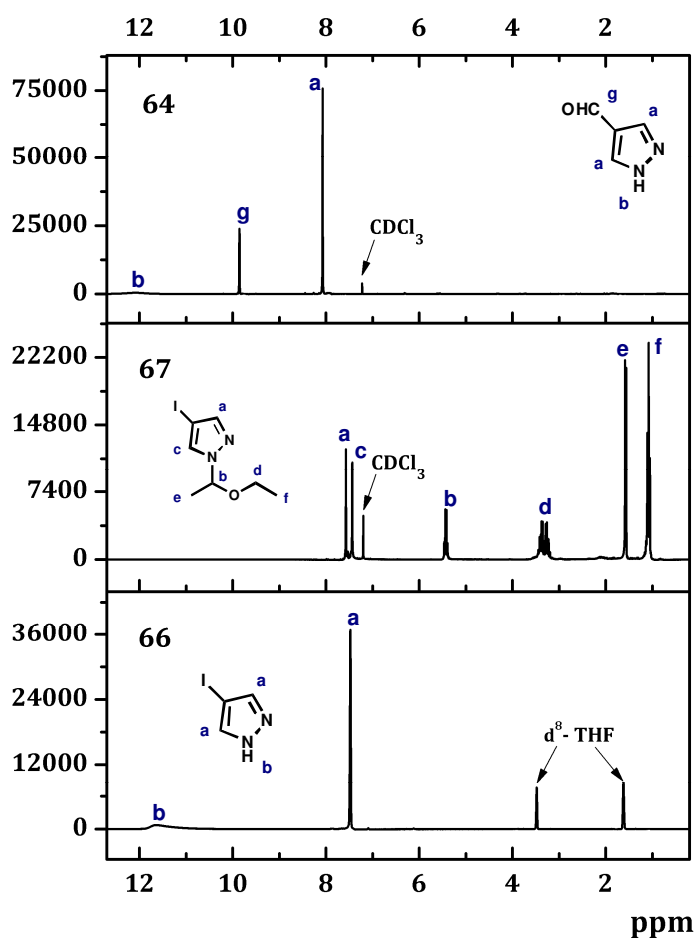 12 10 8 6 4 2
75000
50000
25000
0
64
a
g
b
CDCl3
OHC
g
a
a
N
N
H
b
22200
14800
7400
0
67
I
a
c
N
N
b
d
e
O
f
a
c
CDCl3
b
d
e
f
36000
24000
12000
0
66
a
I
a
a
N
N
H
b
b
d8- THF
12 10 8 6 4 2
ppm